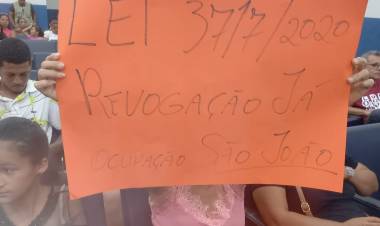 LEI 3717/2020
REVOGAÇÃO JÁ
OCUPAÇÃO SÃO JOÃO